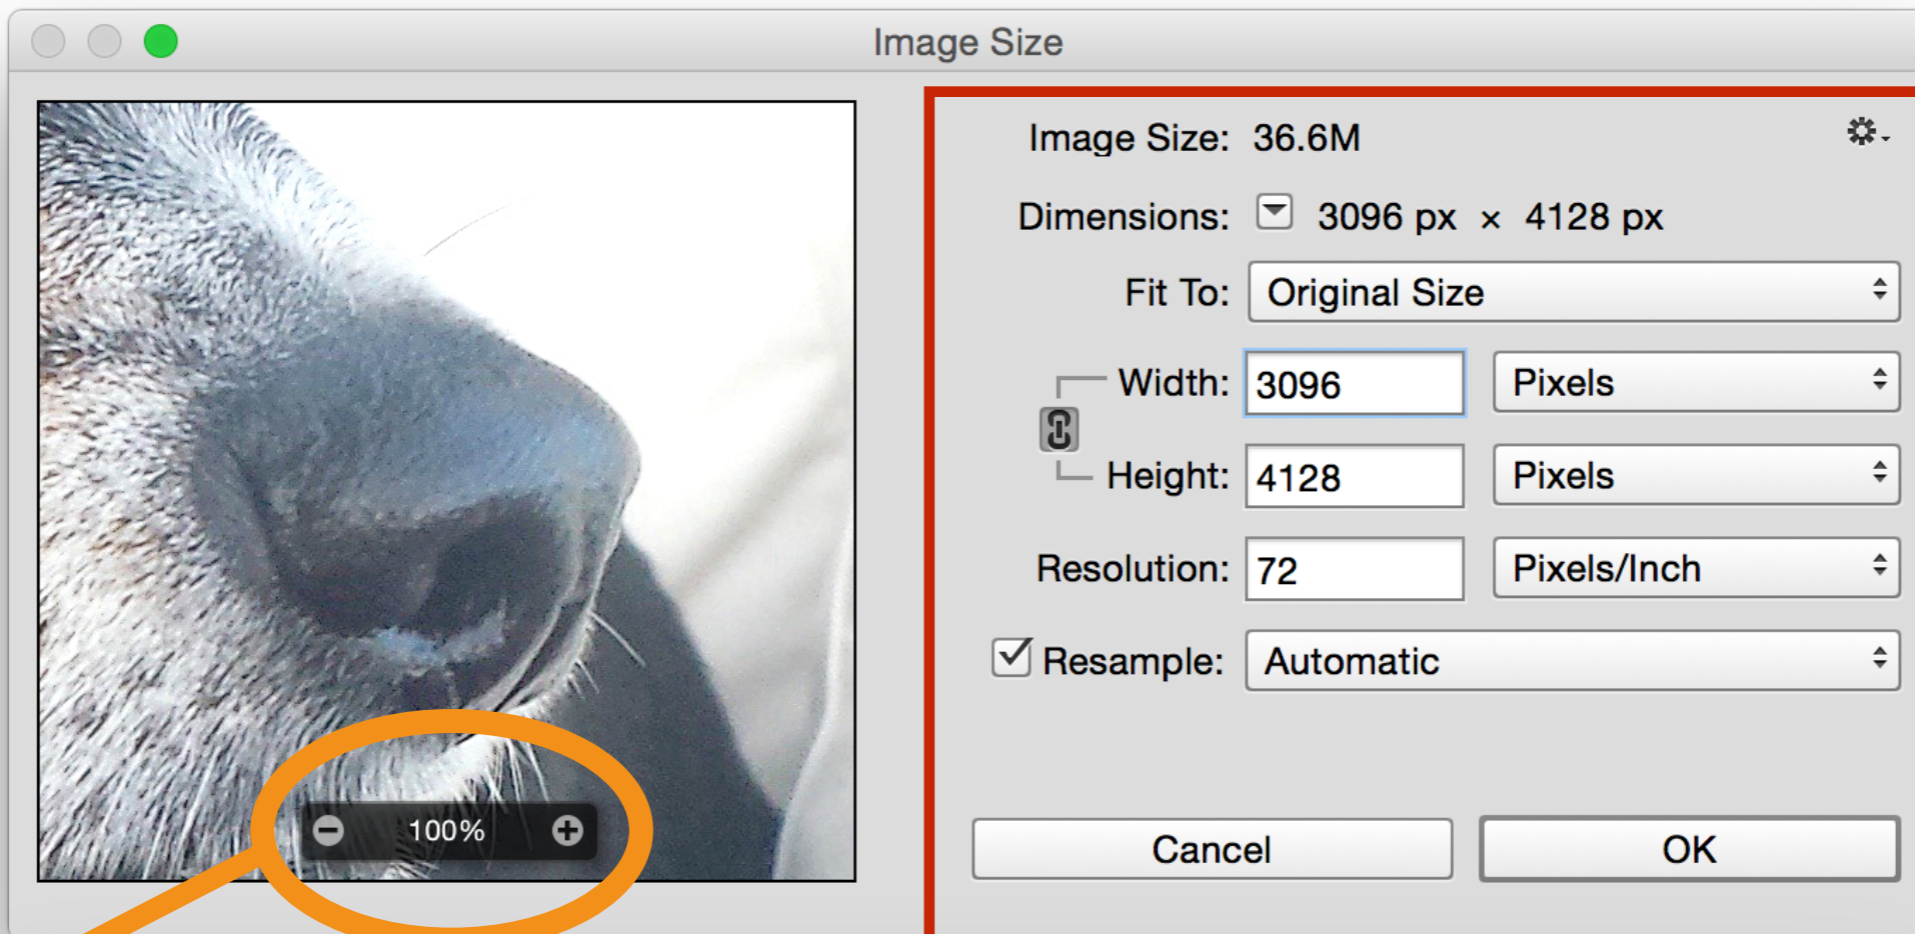 Image Size
Image Size: 36.6M
Dimensions: 3096 px × 4128 px
Fit To: Original Size
Width: 3096 Pixels
Height: 4128 Pixels
Resolution: 72 Pixels/Inch
Resample: Automatic
100%
Cancel OK